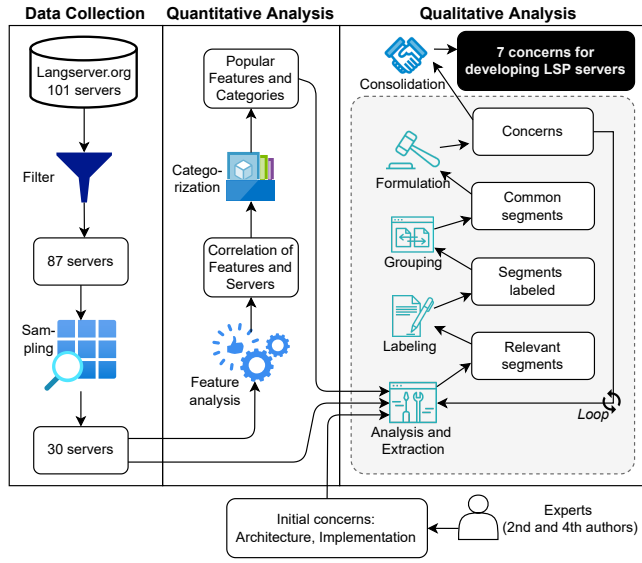 Data Collection
Quantitative Analysis
Qualitative Analysis
Langserver.org
101 servers
Filter
87 servers
Sam-
pling
30 servers
Popular
Features and
Categories
Catego-
rization
Correlation of
Features and
Servers
Feature
analysis
Consolidation
7 concerns for
developing LSP servers
Concerns
Formulation
Common
segments
Grouping
Segments
labeled
Labeling
Relevant
segments
Analysis and
Extraction
Loop
Initial concerns:
Architecture, Implementation
Experts
(2nd and 4th authors)